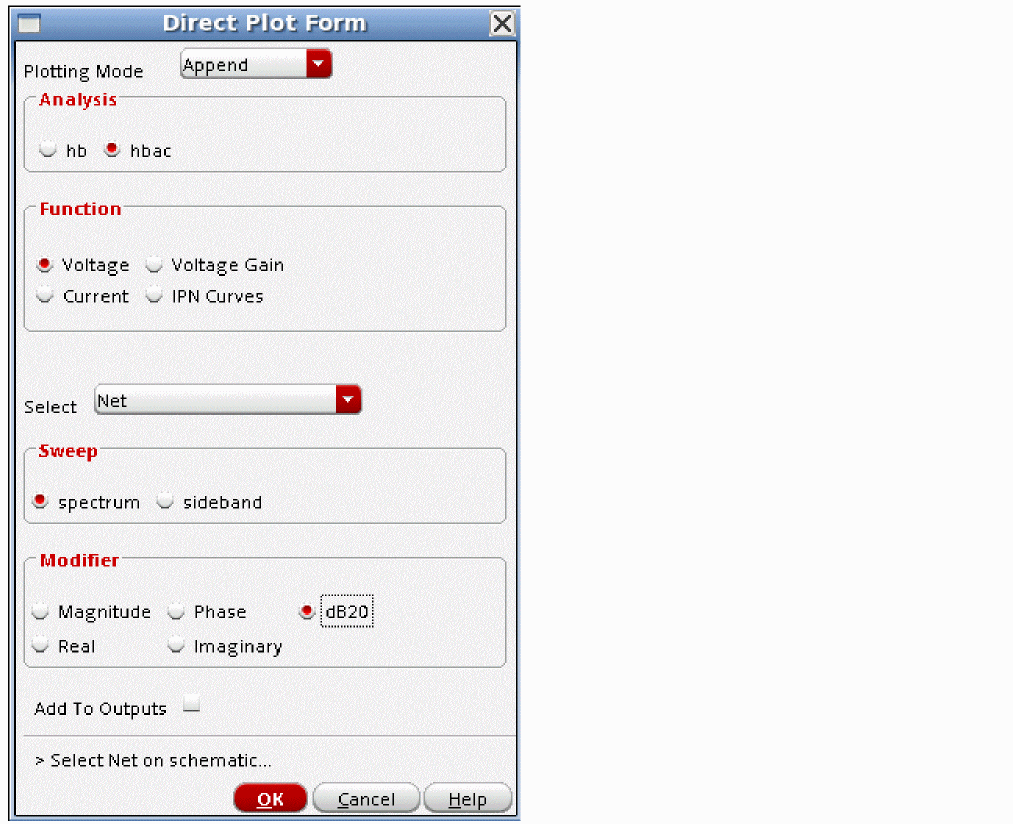 Direct Plot Form
Plotting Mode Append
Analysis
hb hbac
Function
Voltage Voltage Gain
Current IPN Curves
Select Net
Sweep
spectrum sideband
Modifier
Magnitude Phase dB20
Real Imaginary
Add To Outputs
> Select Net on schematic...
OK Cancel Help